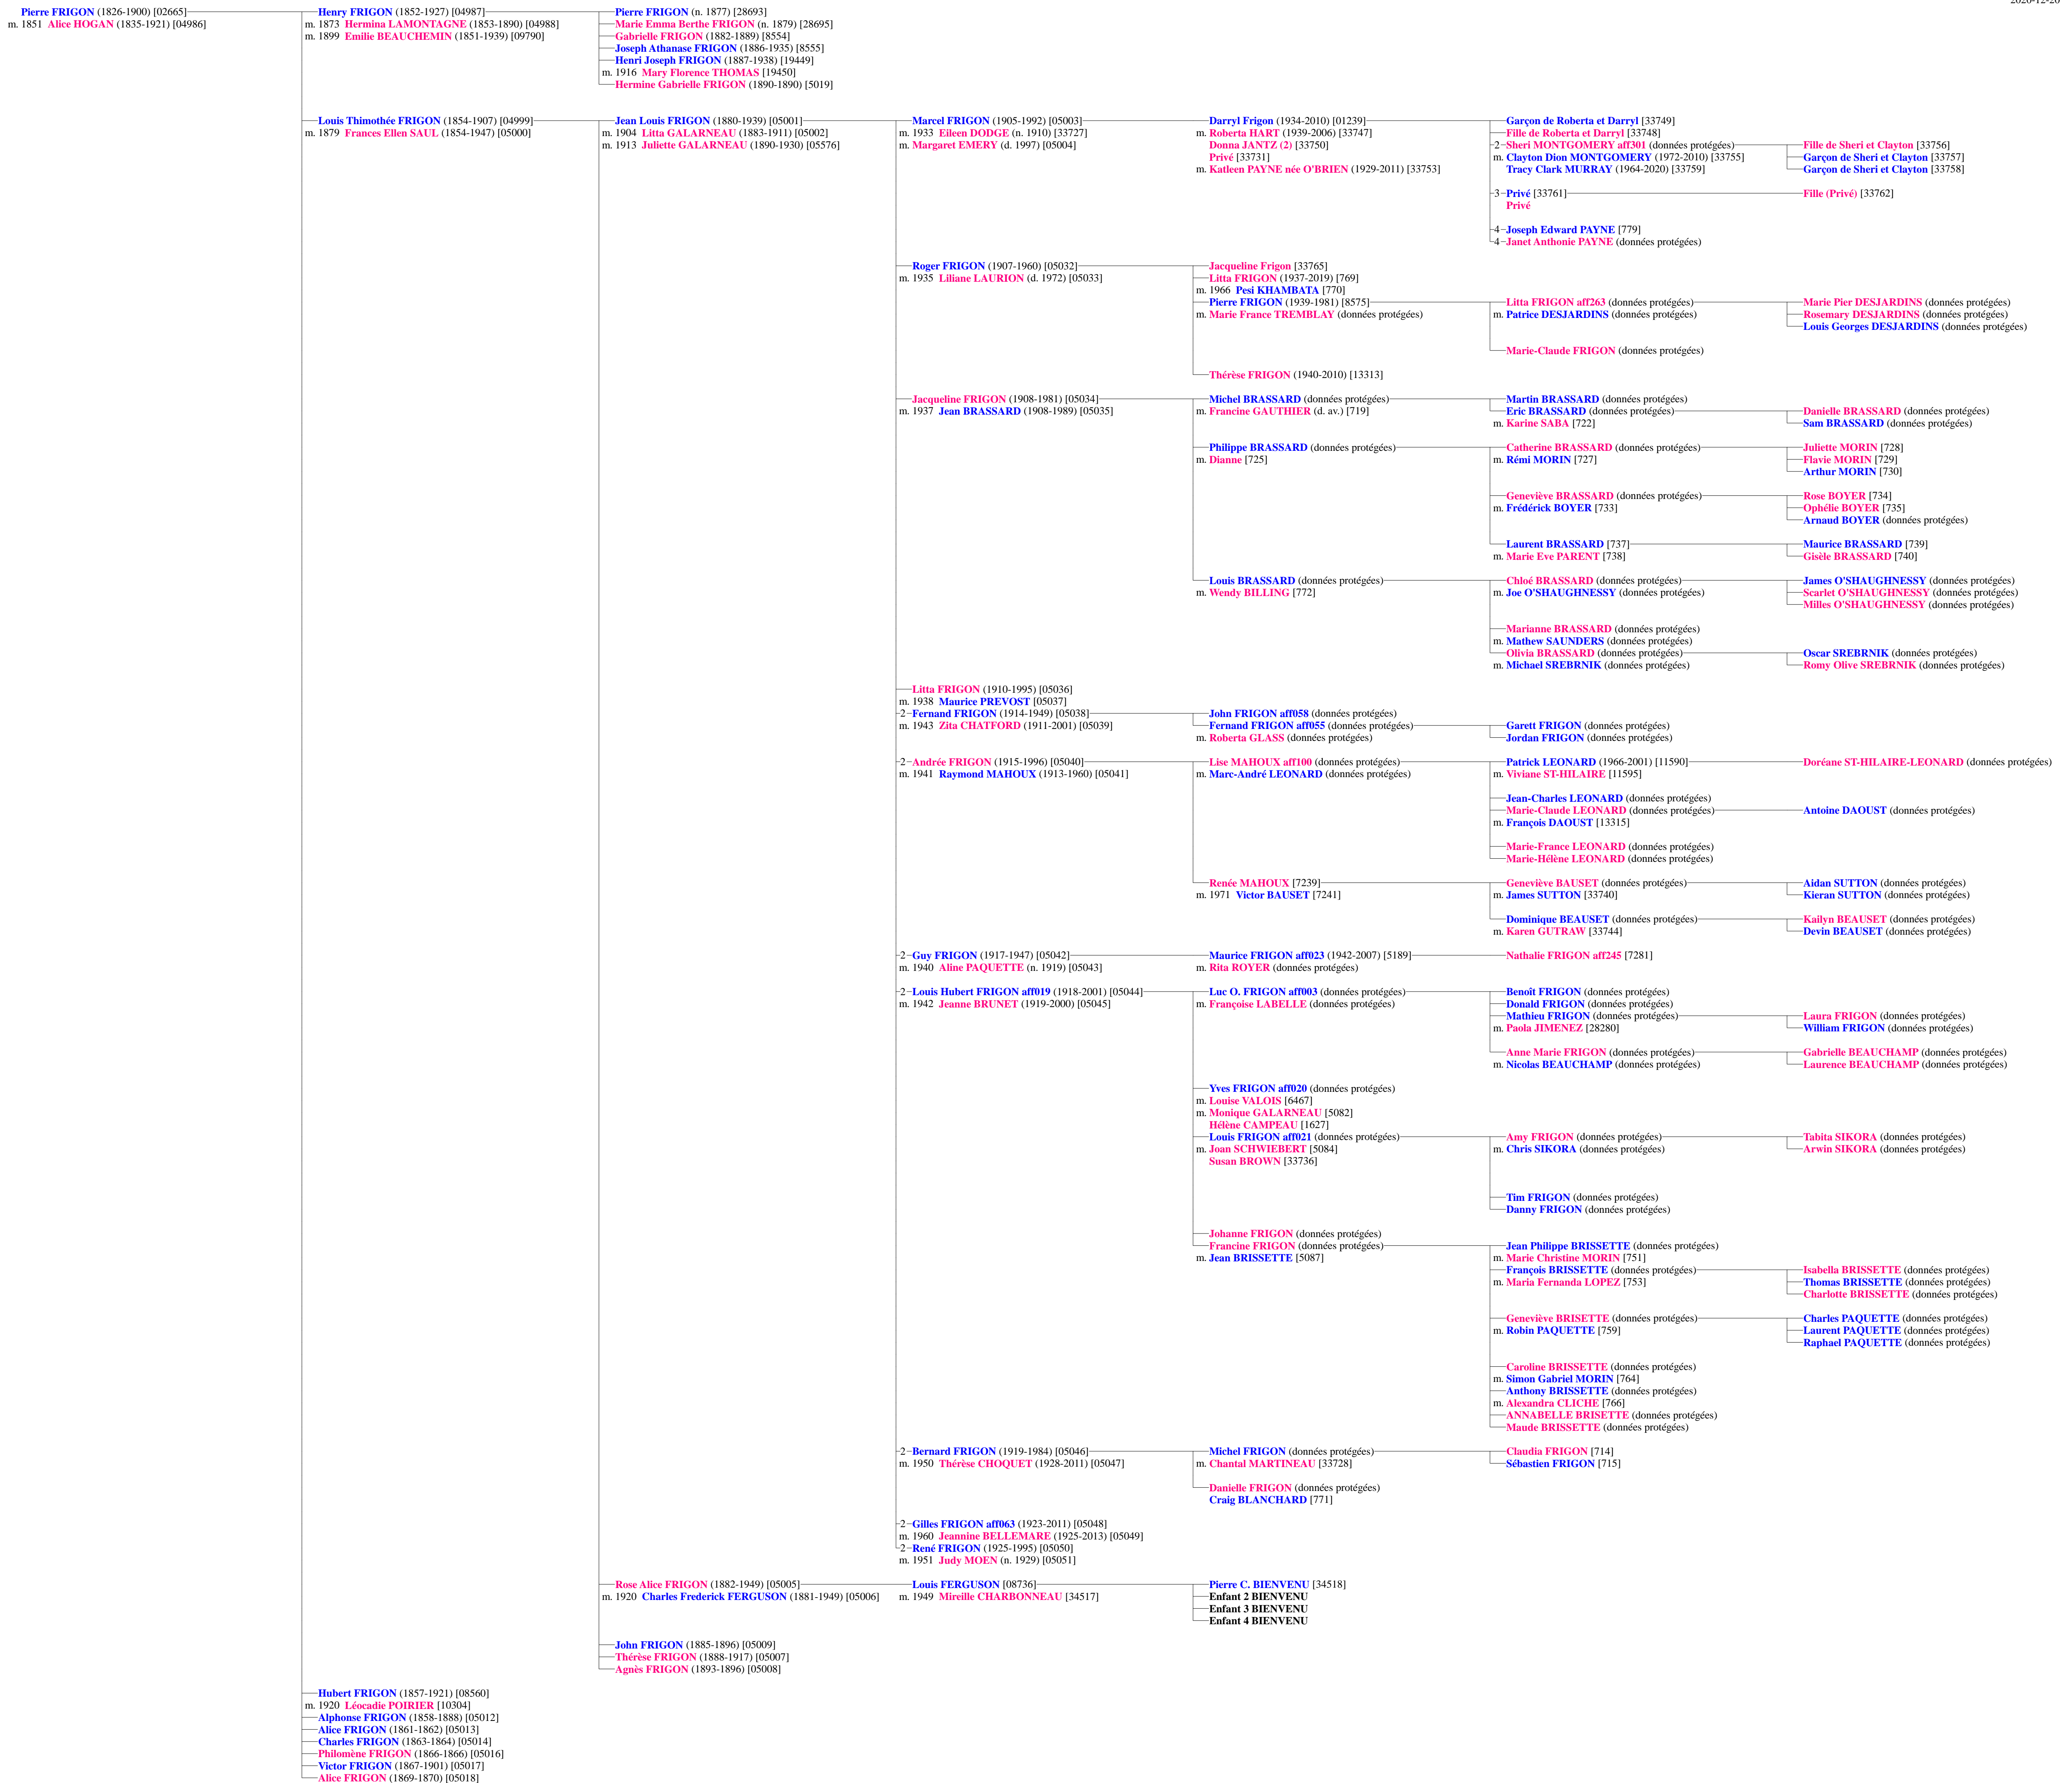 2020-12-20
Pierre FRIGON (1826-1900) [02665] Henry FRIGON (1852-1927) [04987] Pierre FRIGON (n. 1877) [28693]
m. 1851 Alice HOGAN (1835-1921) [04986] m. 1873 Hermina LAMONTAGNE (1853-1890) [04988] Marie Emma Berthe FRIGON (n. 1879) [28695]
m. 1899 Emilie BEAUCHEMIN (1851-1939) [09790] Gabrielle FRIGON (1882-1889) [8554]
Joseph Athanase FRIGON (1886-1935) [8555]
Henri Joseph FRIGON (1887-1938) [19449]
m. 1916 Mary Florence THOMAS [19450]
Hermine Gabrielle FRIGON (1890-1890) [5019]
Louis Thimothée FRIGON (1854-1907) [04999] Jean Louis FRIGON (1880-1939) [05001] Marcel FRIGON (1905-1992) [05003] Darryl Frigon (1934-2010) [01239] Garçon de Roberta et Darryl [33749]
m. 1879 Frances Ellen SAUL (1854-1947) [05000] m. 1904 Litta GALARNEAU (1883-1911) [05002] m. 1933 Eileen DODGE (n. 1910) [33727] m. Roberta HART (1939-2006) [33747] Fille de Roberta et Darryl [33748]
m. 1913 Juliette GALARNEAU (1890-1930) [05576] m. Margaret EMERY (d. 1997) [05004] Donna JANTZ (2) [33750] 2 Sheri MONTGOMERY aff301 (données protégées) Fille de Sheri et Clayton [33756]
Privé [33731] m. Clayton Dion MONTGOMERY (1972-2010) [33755] Garçon de Sheri et Clayton [33757]
m. Katleen PAYNE née O'BRIEN (1929-2011) [33753] Tracy Clark MURRAY (1964-2020) [33759] Garçon de Sheri et Clayton [33758]
3 Privé [33761] Fille (Privé) [33762]
Privé
4 Joseph Edward PAYNE [779]
4 Janet Anthonie PAYNE (données protégées)
Roger FRIGON (1907-1960) [05032] Jacqueline Frigon [33765]
m. 1935 Liliane LAURION (d. 1972) [05033] Litta FRIGON (1937-2019) [769]
m. 1966 Pesi KHAMBATA [770]
Pierre FRIGON (1939-1981) [8575] Litta FRIGON aff263 (données protégées) Marie Pier DESJARDINS (données protégées)
m. Marie France TREMBLAY (données protégées) m. Patrice DESJARDINS (données protégées) Rosemary DESJARDINS (données protégées)
Louis Georges DESJARDINS (données protégées)
Marie-Claude FRIGON (données protégées)
Thérèse FRIGON (1940-2010) [13313]
Jacqueline FRIGON (1908-1981) [05034] Michel BRASSARD (données protégées) Martin BRASSARD (données protégées)
m. 1937 Jean BRASSARD (1908-1989) [05035] m. Francine GAUTHIER (d. av.) [719] Eric BRASSARD (données protégées) Danielle BRASSARD (données protégées)
m. Karine SABA [722] Sam BRASSARD (données protégées)
Philippe BRASSARD (données protégées) Catherine BRASSARD (données protégées) Juliette MORIN [728]
m. Dianne [725] m. Rémi MORIN [727] Flavie MORIN [729]
Arthur MORIN [730]
Geneviève BRASSARD (données protégées) Rose BOYER [734]
m. Frédérick BOYER [733] Ophélie BOYER [735]
Arnaud BOYER (données protégées)
Laurent BRASSARD [737] Maurice BRASSARD [739]
m. Marie Eve PARENT [738] Gisèle BRASSARD [740]
Louis BRASSARD (données protégées) Chloé BRASSARD (données protégées) James O'SHAUGHNESSY (données protégées)
m. Wendy BILLING [772] m. Joe O'SHAUGHNESSY (données protégées) Scarlet O'SHAUGHNESSY (données protégées)
Milles O'SHAUGHNESSY (données protégées)
Marianne BRASSARD (données protégées)
m. Mathew SAUNDERS (données protégées)
Olivia BRASSARD (données protégées) Oscar SREBRNIK (données protégées)
m. Michael SREBRNIK (données protégées) Romy Olive SREBRNIK (données protégées)
Litta FRIGON (1910-1995) [05036]
m. 1938 Maurice PREVOST [05037]
2 Fernand FRIGON (1914-1949) [05038] John FRIGON aff058 (données protégées)
m. 1943 Zita CHATFORD (1911-2001) [05039] Fernand FRIGON aff055 (données protégées) Garett FRIGON (données protégées)
m. Roberta GLASS (données protégées) Jordan FRIGON (données protégées)
2 Andrée FRIGON (1915-1996) [05040] Lise MAHOUX aff100 (données protégées) Patrick LEONARD (1966-2001) [11590] Doréane ST-HILAIRE-LEONARD (données protégées)
m. 1941 Raymond MAHOUX (1913-1960) [05041] m. Marc-André LEONARD (données protégées) m. Viviane ST-HILAIRE [11595]
Jean-Charles LEONARD (données protégées)
Marie-Claude LEONARD (données protégées) Antoine DAOUST (données protégées)
m. François DAOUST [13315]
Marie-France LEONARD (données protégées)
Marie-Hélène LEONARD (données protégées)
Renée MAHOUX [7239] Geneviève BAUSET (données protégées) Aidan SUTTON (données protégées)
m. 1971 Victor BAUSET [7241] m. James SUTTON [33740] Kieran SUTTON (données protégées)
Dominique BEAUSET (données protégées) Kailyn BEAUSET (données protégées)
m. Karen GUTRAW [33744] Devin BEAUSET (données protégées)
2 Guy FRIGON (1917-1947) [05042] Maurice FRIGON aff023 (1942-2007) [5189] Nathalie FRIGON aff245 [7281]
m. 1940 Aline PAQUETTE (n. 1919) [05043] m. Rita ROYER (données protégées)
2 Louis Hubert FRIGON aff019 (1918-2001) [05044] Luc O. FRIGON aff003 (données protégées) Benoît FRIGON (données protégées)
m. 1942 Jeanne BRUNET (1919-2000) [05045] m. Françoise LABELLE (données protégées) Donald FRIGON (données protégées)
Mathieu FRIGON (données protégées) Laura FRIGON (données protégées)
m. Paola JIMENEZ [28280] William FRIGON (données protégées)
Anne Marie FRIGON (données protégées) Gabrielle BEAUCHAMP (données protégées)
m. Nicolas BEAUCHAMP (données protégées) Laurence BEAUCHAMP (données protégées)
Yves FRIGON aff020 (données protégées)
m. Louise VALOIS [6467]
m. Monique GALARNEAU [5082]
Hélène CAMPEAU [1627]
Louis FRIGON aff021 (données protégées) Amy FRIGON (données protégées) Tabita SIKORA (données protégées)
m. Joan SCHWIEBERT [5084] m. Chris SIKORA (données protégées) Arwin SIKORA (données protégées)
Susan BROWN [33736]
Tim FRIGON (données protégées)
Danny FRIGON (données protégées)
Johanne FRIGON (données protégées)
Francine FRIGON (données protégées) Jean Philippe BRISSETTE (données protégées)
m. Jean BRISSETTE [5087] m. Marie Christine MORIN [751]
François BRISSETTE (données protégées) Isabella BRISSETTE (données protégées)
m. Maria Fernanda LOPEZ [753] Thomas BRISSETTE (données protégées)
Charlotte BRISSETTE (données protégées)
Geneviève BRISETTE (données protégées) Charles PAQUETTE (données protégées)
m. Robin PAQUETTE [759] Laurent PAQUETTE (données protégées)
Raphael PAQUETTE (données protégées)
Caroline BRISSETTE (données protégées)
m. Simon Gabriel MORIN [764]
Anthony BRISSETTE (données protégées)
m. Alexandra CLICHE [766]
ANNABELLE BRISETTE (données protégées)
Maude BRISSETTE (données protégées)
2 Bernard FRIGON (1919-1984) [05046] Michel FRIGON (données protégées) Claudia FRIGON [714]
m. 1950 Thérèse CHOQUET (1928-2011) [05047] m. Chantal MARTINEAU [33728] Sébastien FRIGON [715]
Danielle FRIGON (données protégées)
Craig BLANCHARD [771]
2 Gilles FRIGON aff063 (1923-2011) [05048]
m. 1960 Jeannine BELLEMARE (1925-2013) [05049]
2 René FRIGON (1925-1995) [05050]
m. 1951 Judy MOEN (n. 1929) [05051]
Rose Alice FRIGON (1882-1949) [05005] Louis FERGUSON [08736] Pierre C. BIENVENU [34518]
m. 1920 Charles Frederick FERGUSON (1881-1949) [05006] m. 1949 Mireille CHARBONNEAU [34517] Enfant 2 BIENVENU
Enfant 3 BIENVENU
Enfant 4 BIENVENU
John FRIGON (1885-1896) [05009]
Thérèse FRIGON (1888-1917) [05007]
Agnès FRIGON (1893-1896) [05008]
Hubert FRIGON (1857-1921) [08560]
m. 1920 Léocadie POIRIER [10304]
Alphonse FRIGON (1858-1888) [05012]
Alice FRIGON (1861-1862) [05013]
Charles FRIGON (1863-1864) [05014]
Philomène FRIGON (1866-1866) [05016]
Victor FRIGON (1867-1901) [05017]
Alice FRIGON (1869-1870) [05018]